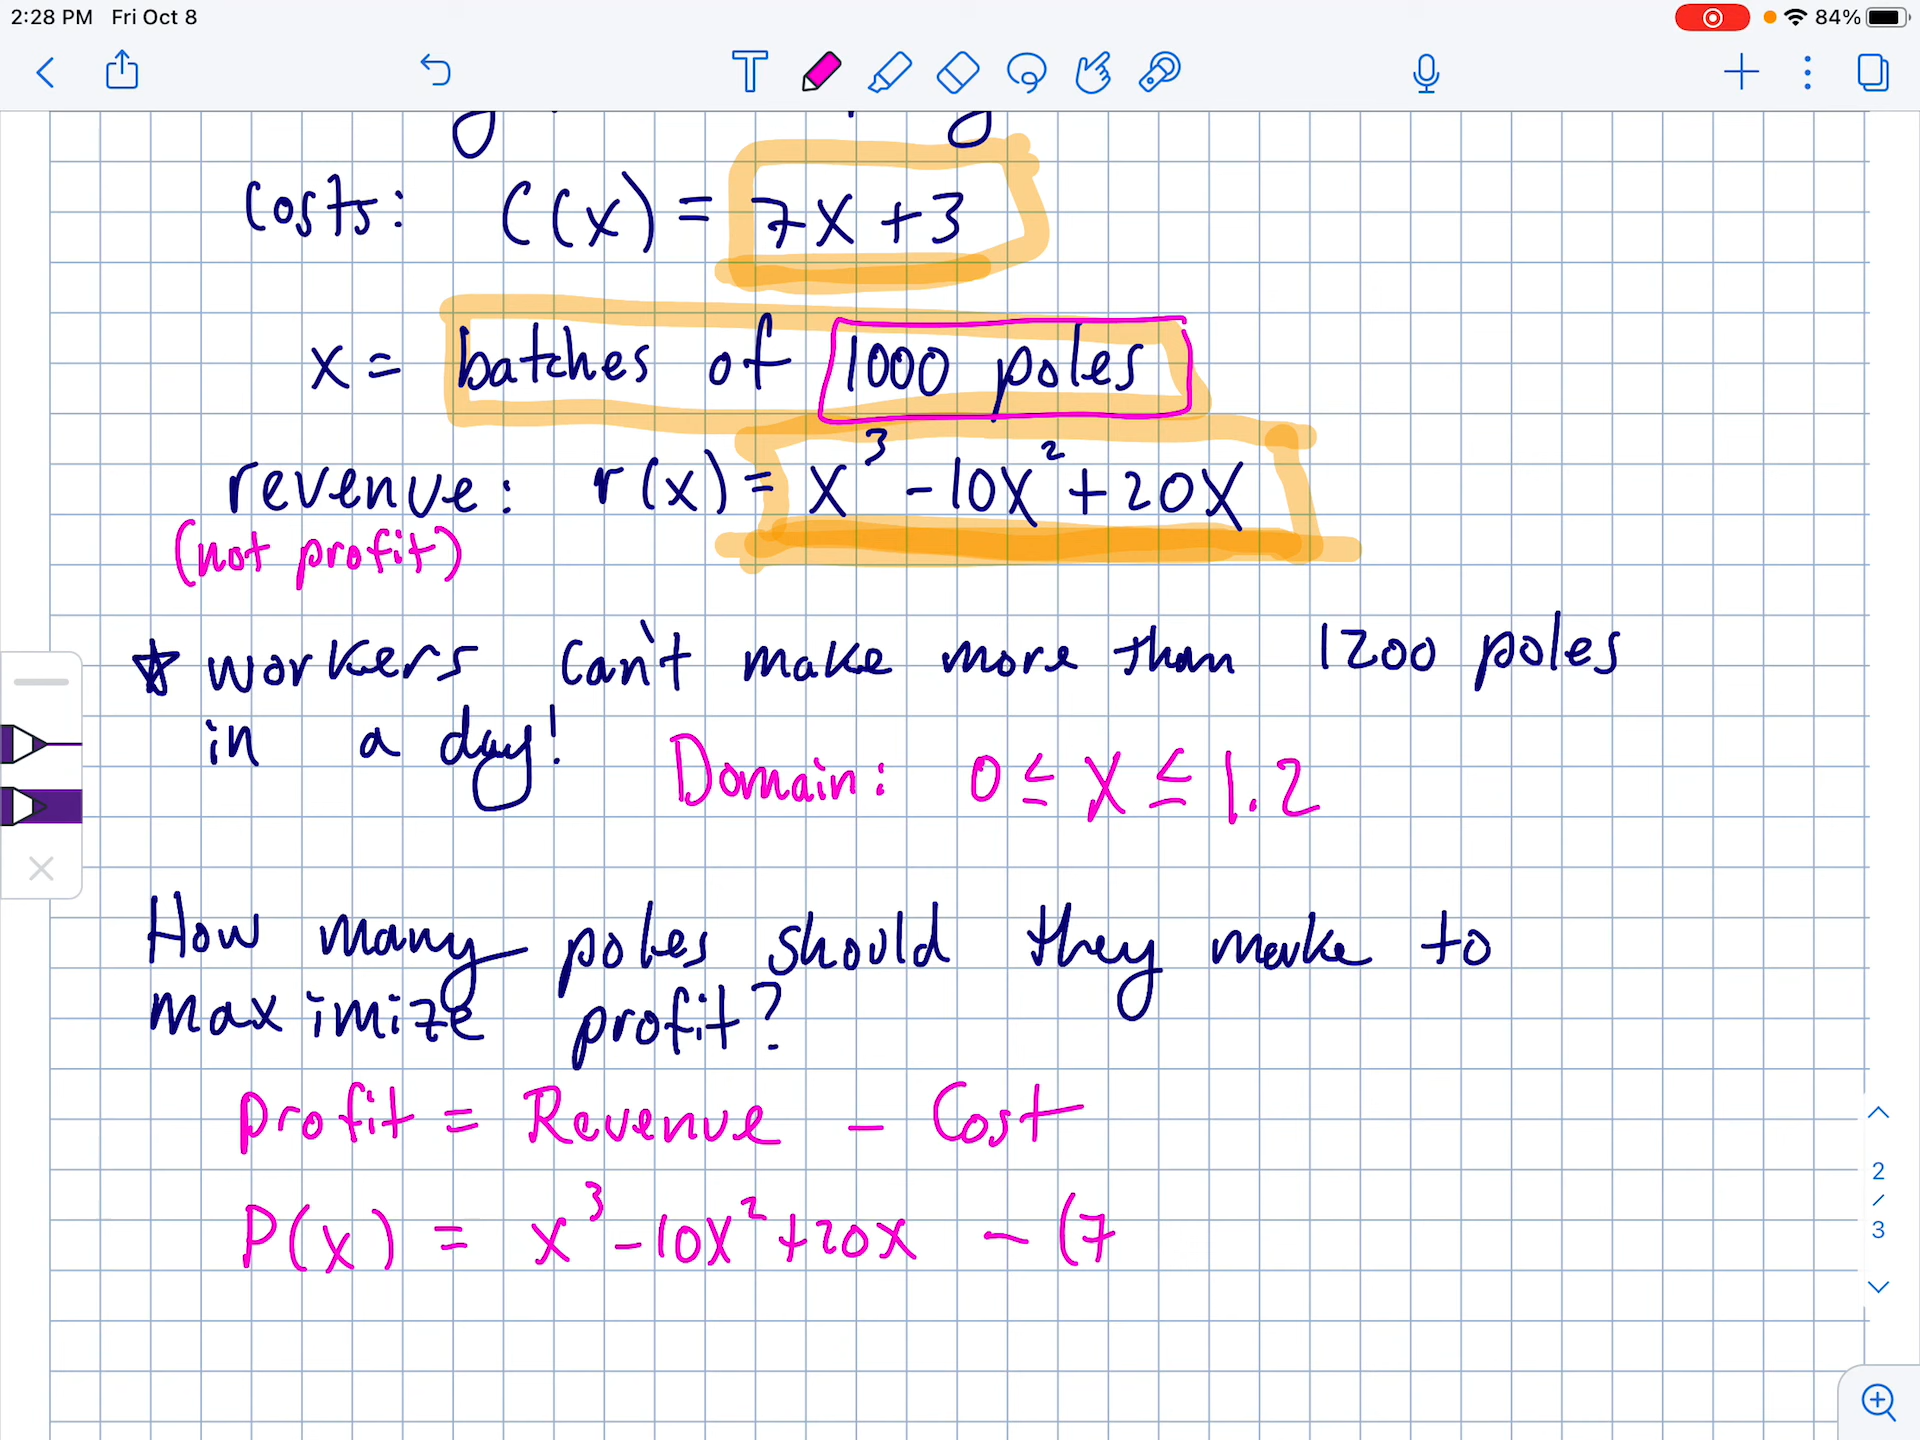 2:28 PM Fri Oct 8 84%
T
Costs: C(x) = 7x + 3
x = batches of 1000 poles
revenue: r(x) = x³ - 10x² + 20x
(not profit)
☆ workers can't make more than 1200 poles
in a day! Domain: 0 ≤ x ≤ 1.2
How many poles should they make to
maximize profit?
Profit = Revenue - Cost
P(x) = x³ - 10x² + 20x - (7
2
/
3